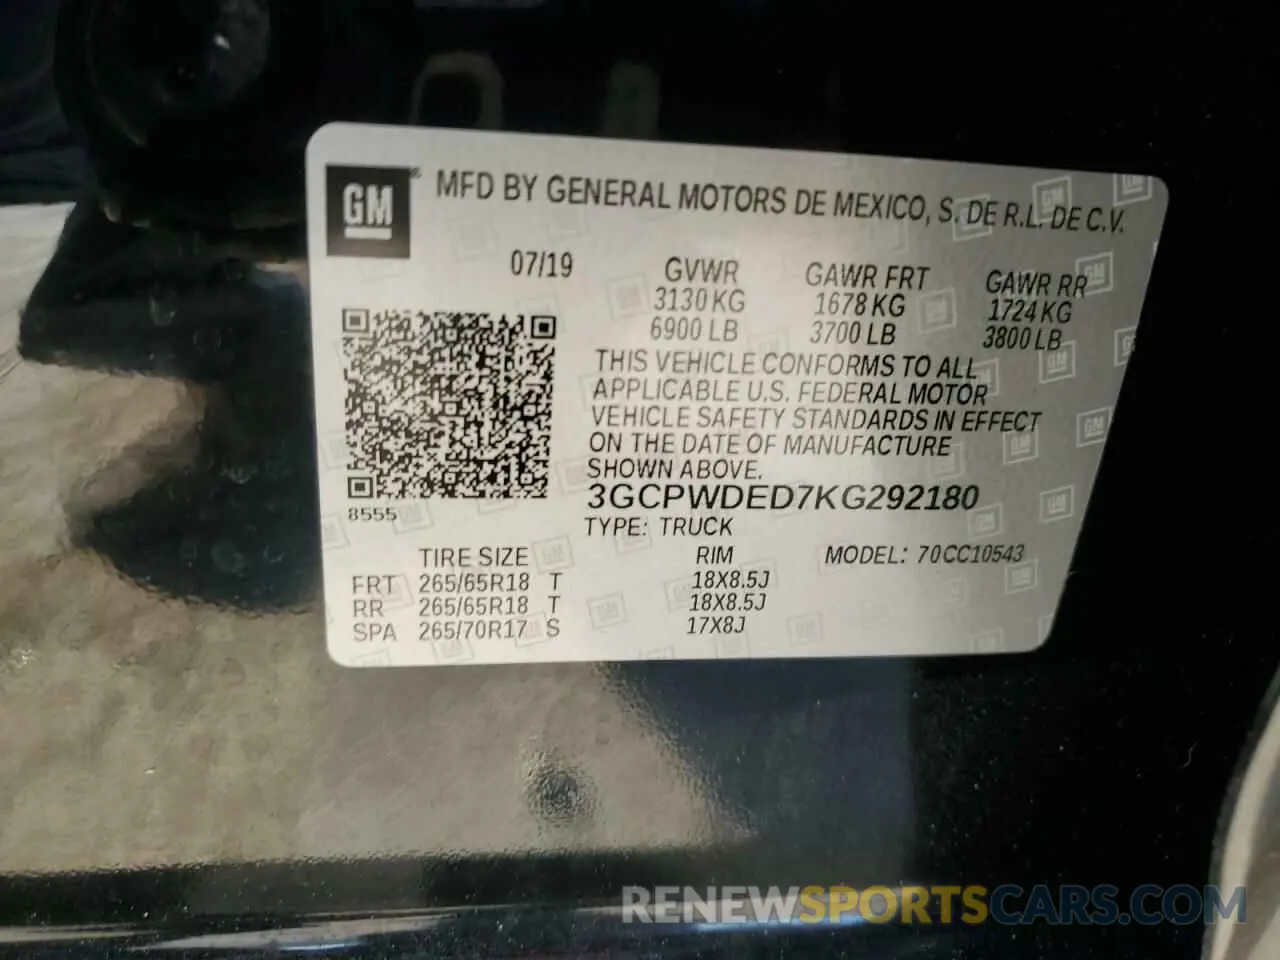 GM
MFD BY GENERAL MOTORS DE MEXICO, S. DE R.L. DE C.V.
07/19
GVWR GAWR FRT GAWR RR
3130 KG 1678 KG 1724 KG
6900 LB 3700 LB 3800 LB
THIS VEHICLE CONFORMS TO ALL
APPLICABLE U.S. FEDERAL MOTOR
VEHICLE SAFETY STANDARDS IN EFFECT
ON THE DATE OF MANUFACTURE
SHOWN ABOVE.
3GCPWDED7KG292180
8555
TYPE: TRUCK
TIRE SIZE RIM MODEL: 70CC10543
FRT 265/65R18 T 18X8.5J
RR 265/65R18 T 18X8.5J
SPA 265/70R17 S 17X8J
RENEWSPORTSCARS.COM